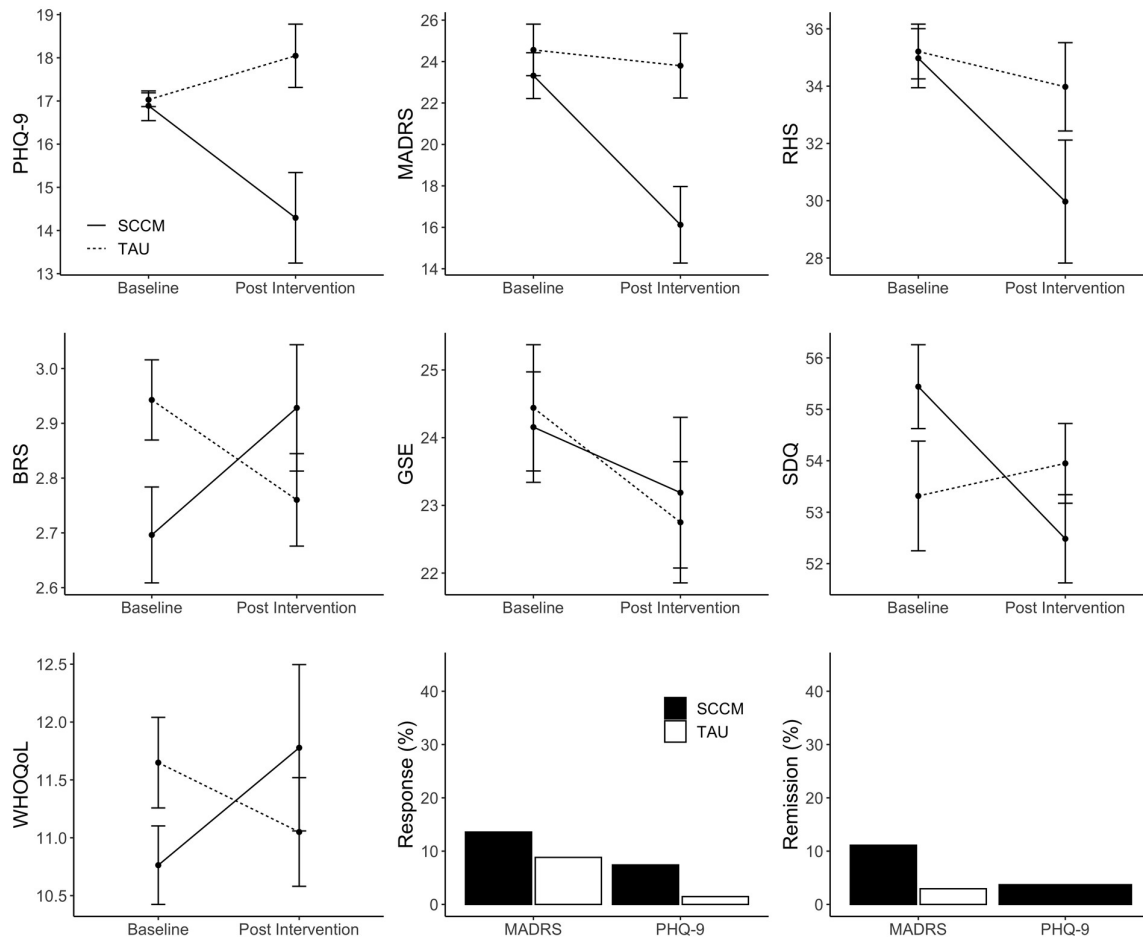 PHQ-9
19
18
17
16
15
14
13
SCCM
TAU
Baseline Post Intervention
MADRS
26
24
22
20
18
16
14
Baseline Post Intervention
RHS
36
34
32
30
28
Baseline Post Intervention
BRS
3.0
2.9
2.8
2.7
2.6
Baseline Post Intervention
GSE
25
24
23
22
Baseline Post Intervention
SDQ
56
55
54
53
52
Baseline Post Intervention
WHOQoL
12.5
12.0
11.5
11.0
10.5
Baseline Post Intervention
Response (%)
40
30
20
10
0
SCCM
TAU
MADRS PHQ-9
Remission (%)
40
30
20
10
0
MADRS PHQ-9